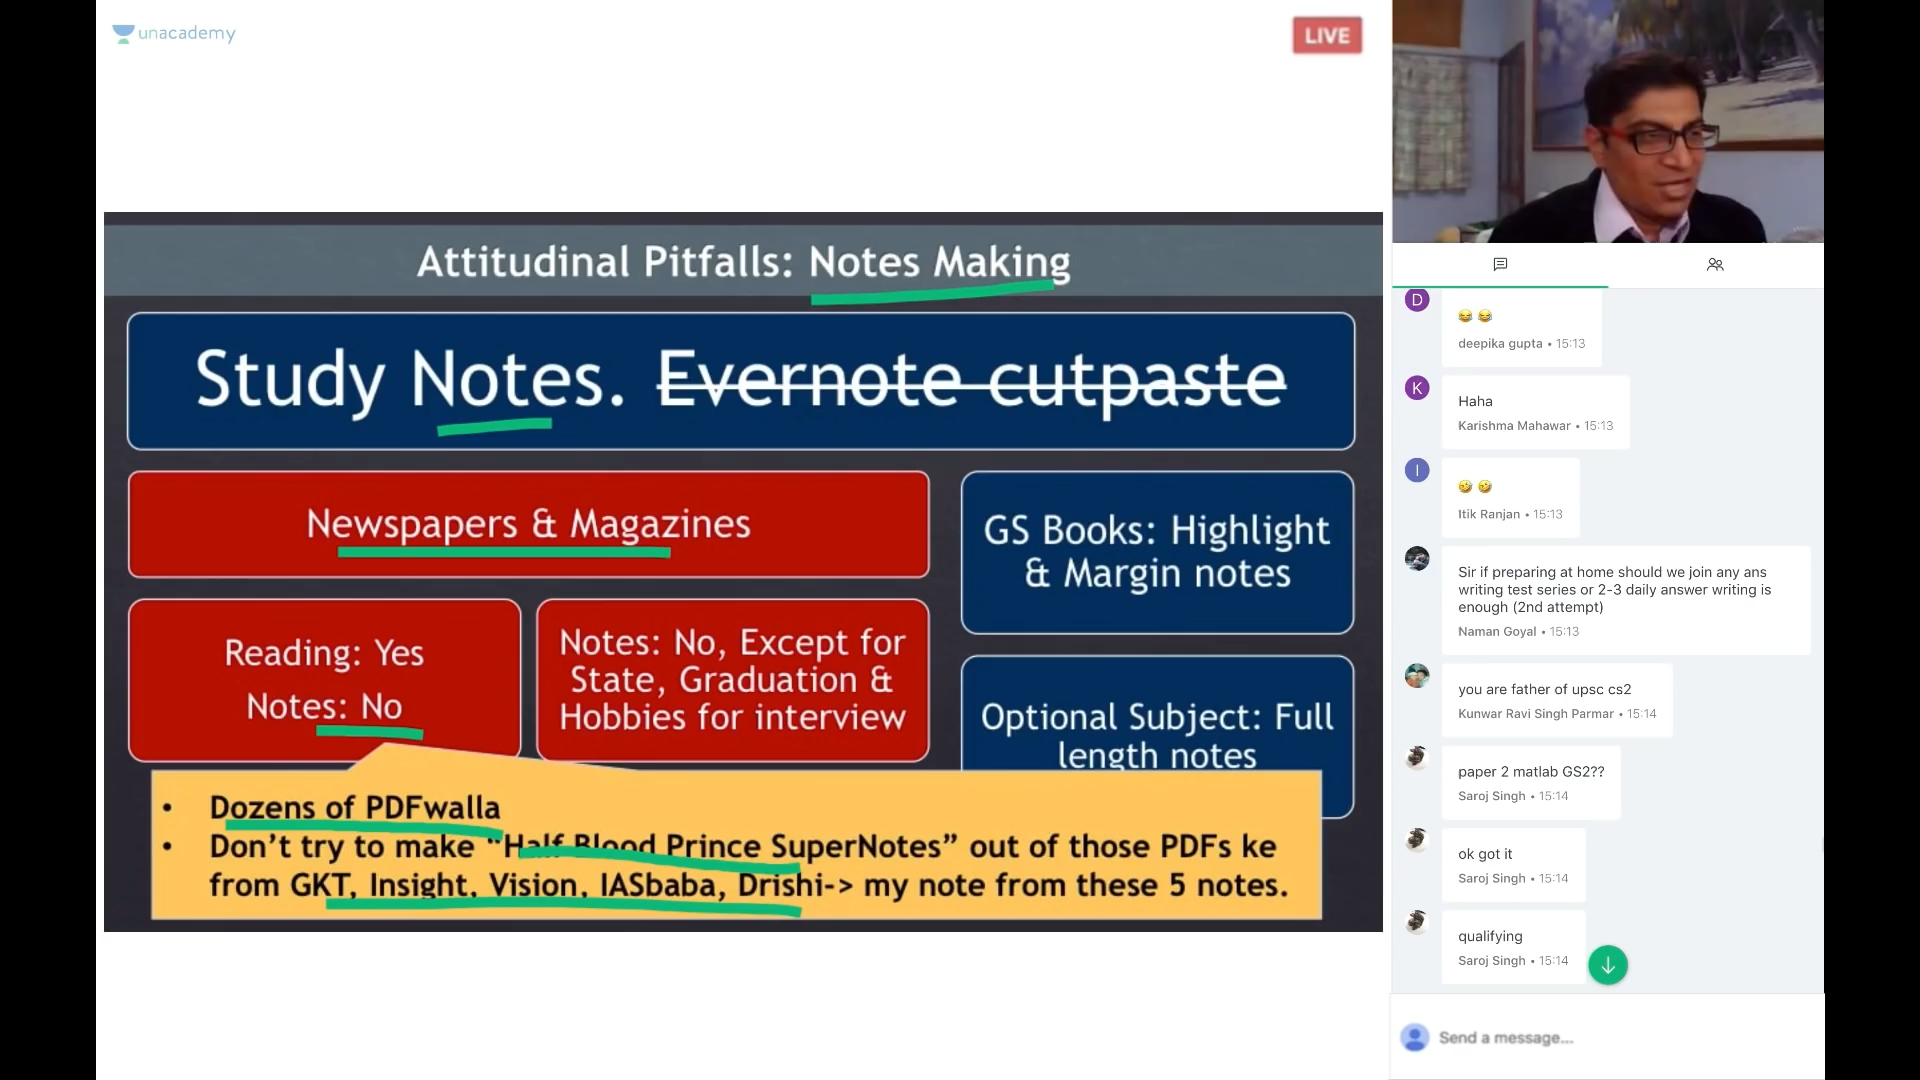 unacademy
LIVE
Attitudinal Pitfalls: Notes Making
Study Notes. Evernote cutpaste
Newspapers & Magazines
Reading: Yes
Notes: No
Notes: No, Except for
State, Graduation &
Hobbies for interview
GS Books: Highlight
& Margin notes
Optional Subject: Full
length notes
• Dozens of PDFwalla
• Don’t try to make “Half Blood Prince SuperNotes” out of those PDFs ke
from GKT, Insight, Vision, IASbaba, Drishi-> my note from these 5 notes.
D
😂 😂
deepika gupta • 15:13
K
Haha
Karishma Mahawar • 15:13
I
🤣 🤣
Itik Ranjan • 15:13
Sir if preparing at home should we join any ans
writing test series or 2-3 daily answer writing is
enough (2nd attempt)
Naman Goyal • 15:13
you are father of upsc cs2
Kunwar Ravi Singh Parmar • 15:14
paper 2 matlab GS2??
Saroj Singh • 15:14
ok got it
Saroj Singh • 15:14
qualifying
Saroj Singh • 15:14
Send a message...